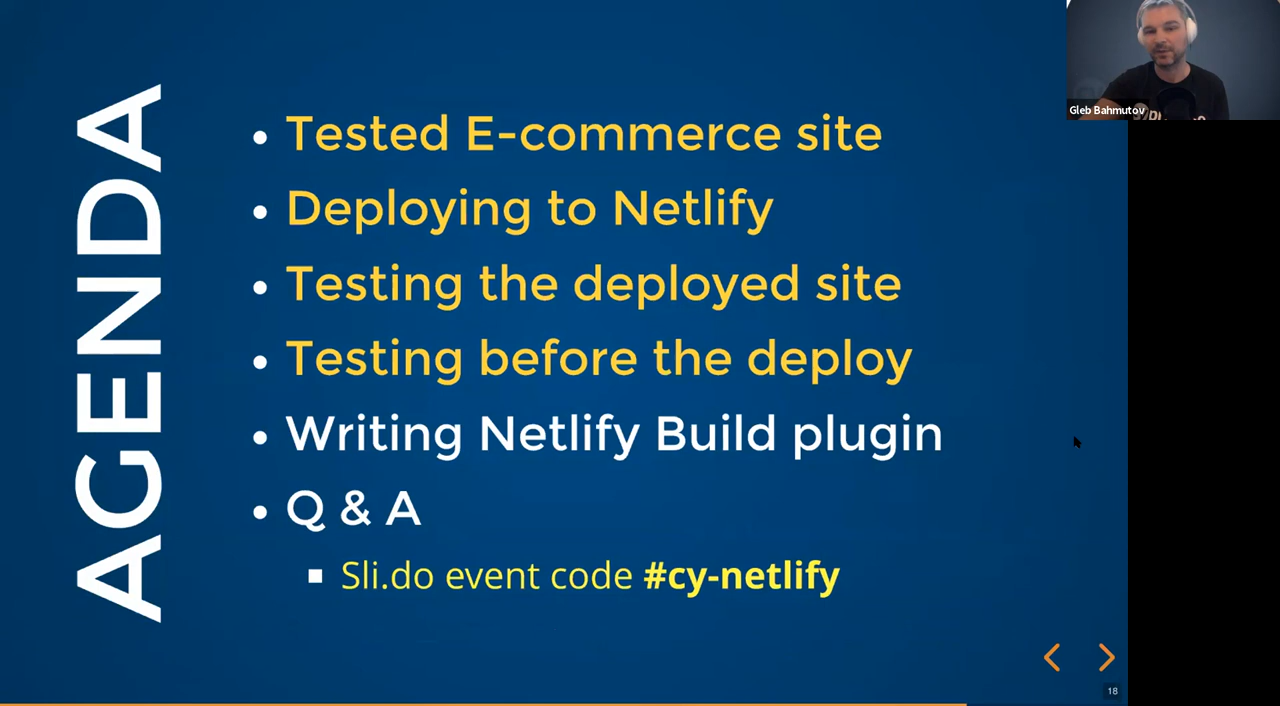 AGENDA
Tested E-commerce site
Deploying to Netlify
Testing the deployed site
Testing before the deploy
Writing Netlify Build plugin
Q & A
Sli.do event code #cy-netlify
Gleb Bahmutov
18